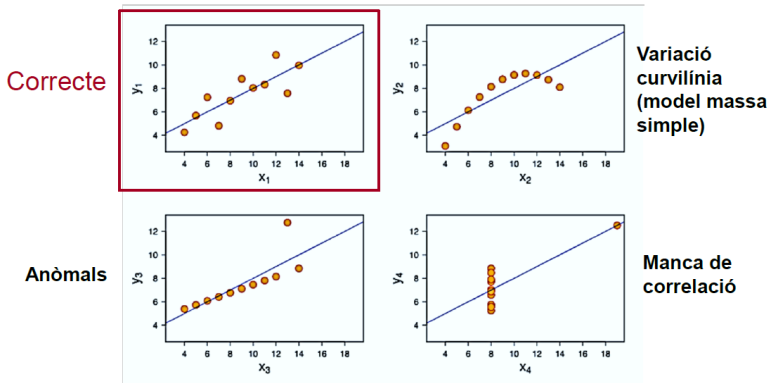 Correcte
12
10
8
6
4
y1
4 6 8 10 12 14 16 18
x1
12
10
8
6
4
y2
4 6 8 10 12 14 16 18
x2
Variació
curvilínia
(model massa
simple)
Anòmals
12
10
8
6
4
y3
4 6 8 10 12 14 16 18
x3
12
10
8
6
4
y4
4 6 8 10 12 14 16 18
x4
Manca de
correlació